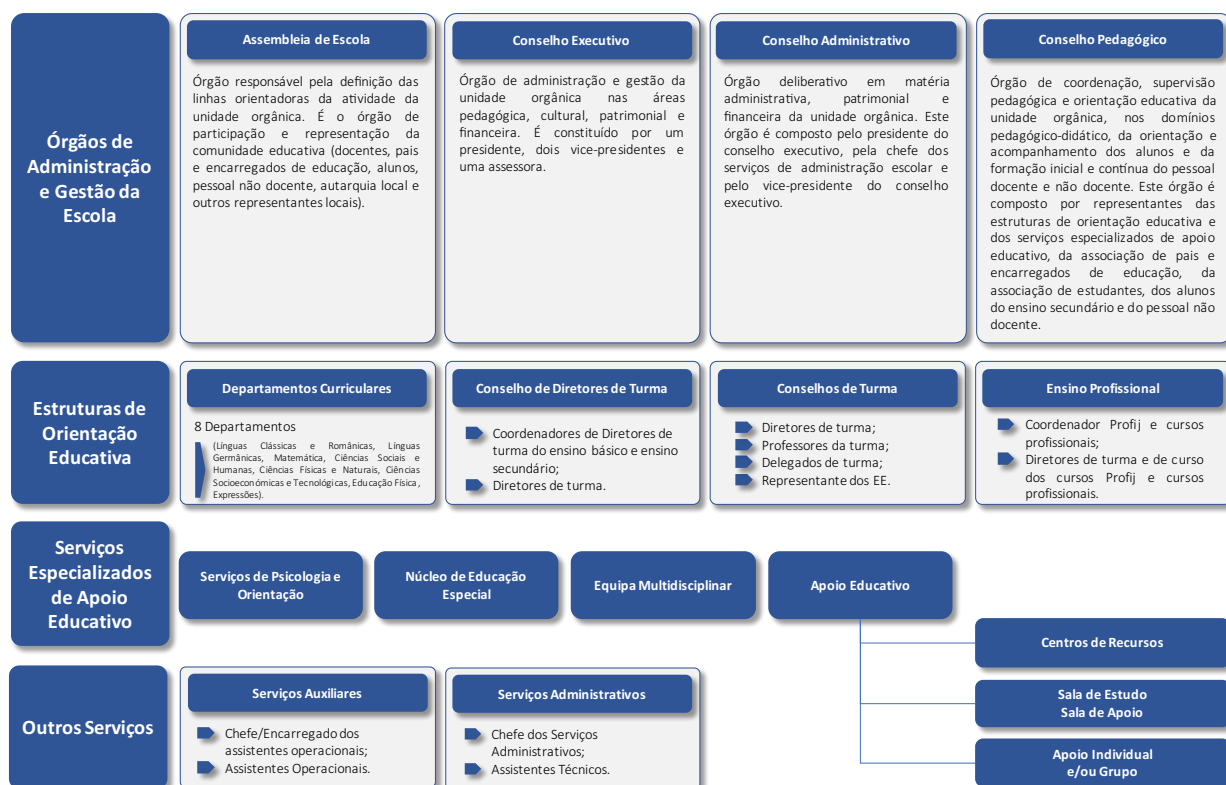 Órgãos de
Administração
e Gestão da
Escola
Assembleia de Escola
Órgão responsável pela definição das
linhas orientadoras da atividade da
unidade orgânica. É o órgão de
participação e representação da
comunidade educativa (docentes, pais
e encarregados de educação, alunos,
pessoal não docente, autarquia local e
outros representantes locais).
Conselho Executivo
Órgão de administração e gestão da
unidade orgânica nas áreas
pedagógica, cultural, patrimonial e
financeira. É constituído por um
presidente, dois vice-presidentes e
uma assessora.
Conselho Administrativo
Órgão deliberativo em matéria
administrativa, patrimonial e
financeira da unidade orgânica. Este
órgão é composto pelo presidente do
conselho executivo, pela chefe dos
serviços de administração escolar e
pelo vice-presidente do conselho
executivo.
Conselho Pedagógico
Órgão de coordenação, supervisão
pedagógica e orientação educativa da
unidade orgânica, nos domínios
pedagógico-didático, da orientação e
acompanhamento dos alunos e da
formação inicial e contínua do pessoal
docente e não docente. Este órgão é
composto por representantes das
estruturas de orientação educativa e
dos serviços especializados de apoio
educativo, da associação de pais e
encarregados de educação, da
associação de estudantes, dos alunos
do ensino secundário e do pessoal não
docente.
Estruturas de
Orientação
Educativa
Departamentos Curriculares
8 Departamentos
(Línguas Clássicas e Românicas, Línguas
Germânicas, Matemática, Ciências Sociais e
Humanas, Ciências Físicas e Naturais, Ciências
Socioeconómicas e Tecnológicas, Educação Física,
Expressões).
Conselho de Diretores de Turma
Coordenadores de Diretores de
turma do ensino básico e ensino
secundário;
Diretores de turma.
Conselhos de Turma
Diretores de turma;
Professores da turma;
Delegados de turma;
Representante dos EE.
Ensino Profissional
Coordenador Profij e cursos
profissionais;
Diretores de turma e de curso
dos cursos Profij e cursos
profissionais.
Serviços
Especializados
de Apoio
Educativo
Serviços de Psicologia e
Orientação
Núcleo de Educação
Especial
Equipa Multidisciplinar
Apoio Educativo
Centros de Recursos
Sala de Estudo
Sala de Apoio
Apoio Individual
e/ou Grupo
Outros Serviços
Serviços Auxiliares
Chefe/Encarregado dos
assistentes operacionais;
Assistentes Operacionais.
Serviços Administrativos
Chefe dos Serviços
Administrativos;
Assistentes Técnicos.